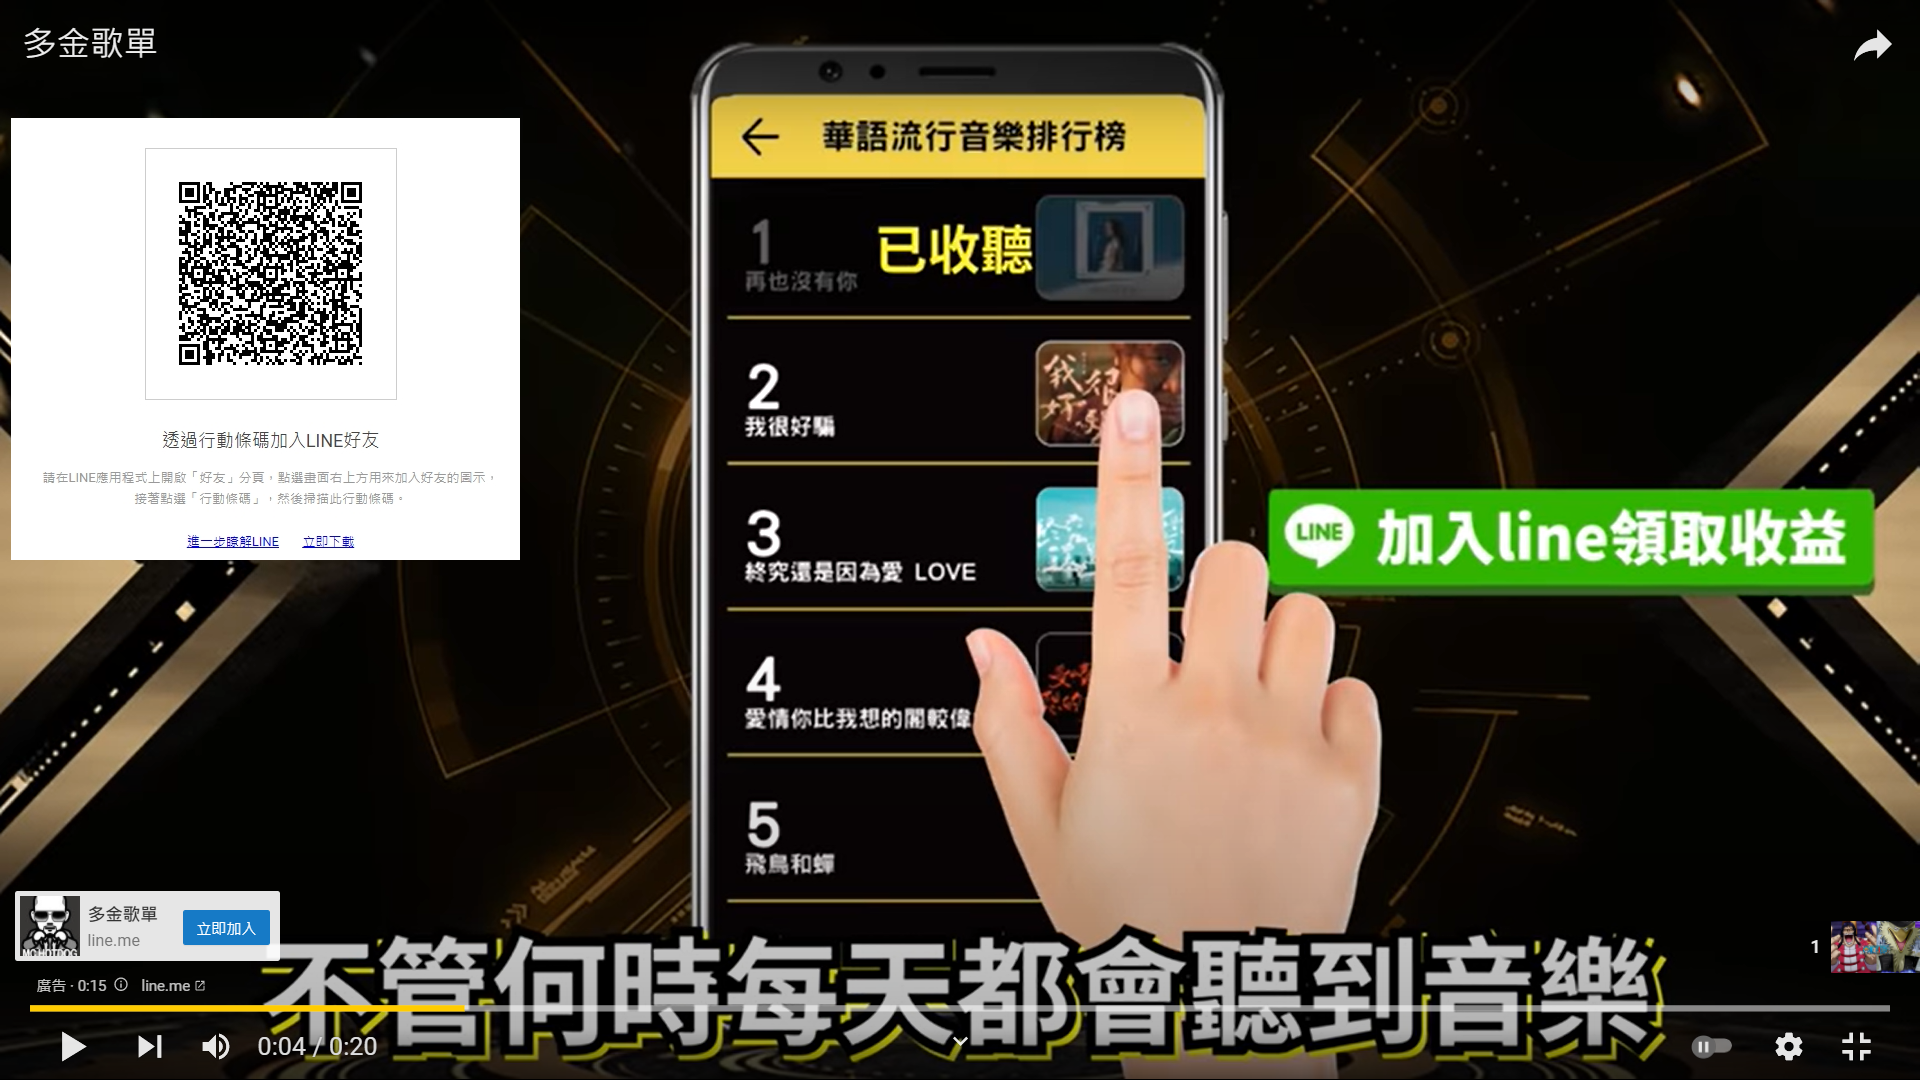 多金歌單
華語流行音樂排行榜
1
再也沒有你
已收聽
2
我很好騙
3
終究還是因為愛 LOVE
4
愛情你比我想的閣較偉
5
飛鳥和蟬
透過行動條碼加入LINE好友
請在LINE應用程式上開啟「好友」分頁，點選畫面右上方用來加入好友的圖示，
接著點選「行動條碼」，然後掃描此行動條碼。
進一步瞭解LINE 立即下載
LINE 加入line領取收益
多金歌單
line.me
立即加入
MCHOTDOG
不管何時每天都會聽到音樂
1
廣告 · 0:15 line.me
0:04 / 0:20